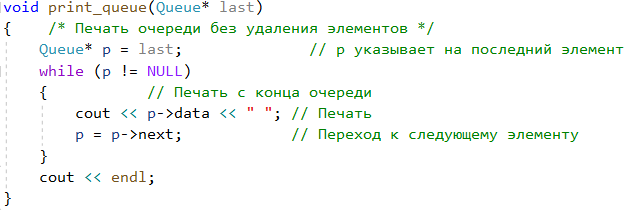 void print_queue(Queue* last)
{    /* Печать очереди без удаления элементов */
    Queue* p = last;              // p указывает на последний элемент
    while (p != NULL)
    {           // Печать с конца очереди
        cout << p->data << " "; // Печать
        p = p->next;            // Переход к следующему элементу
    }
    cout << endl;
}